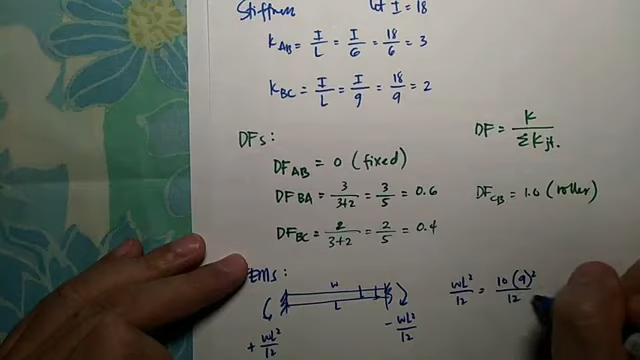 Stiffness let I = 18
K_AB = I/L = I/6 = 18/6 = 3
K_BC = I/L = I/9 = 18/9 = 2
DFs: DF = K/ΣK_jt.
DF_AB = 0 (fixed)
DF_BA = 3/(3+2) = 3/5 = 0.6 DF_CB = 1.0 (roller)
DF_BC = 2/(3+2) = 2/5 = 0.4
EMS:
w
L
+ wL²/12 - wL²/12
wL²/12 = 10(9)²/12